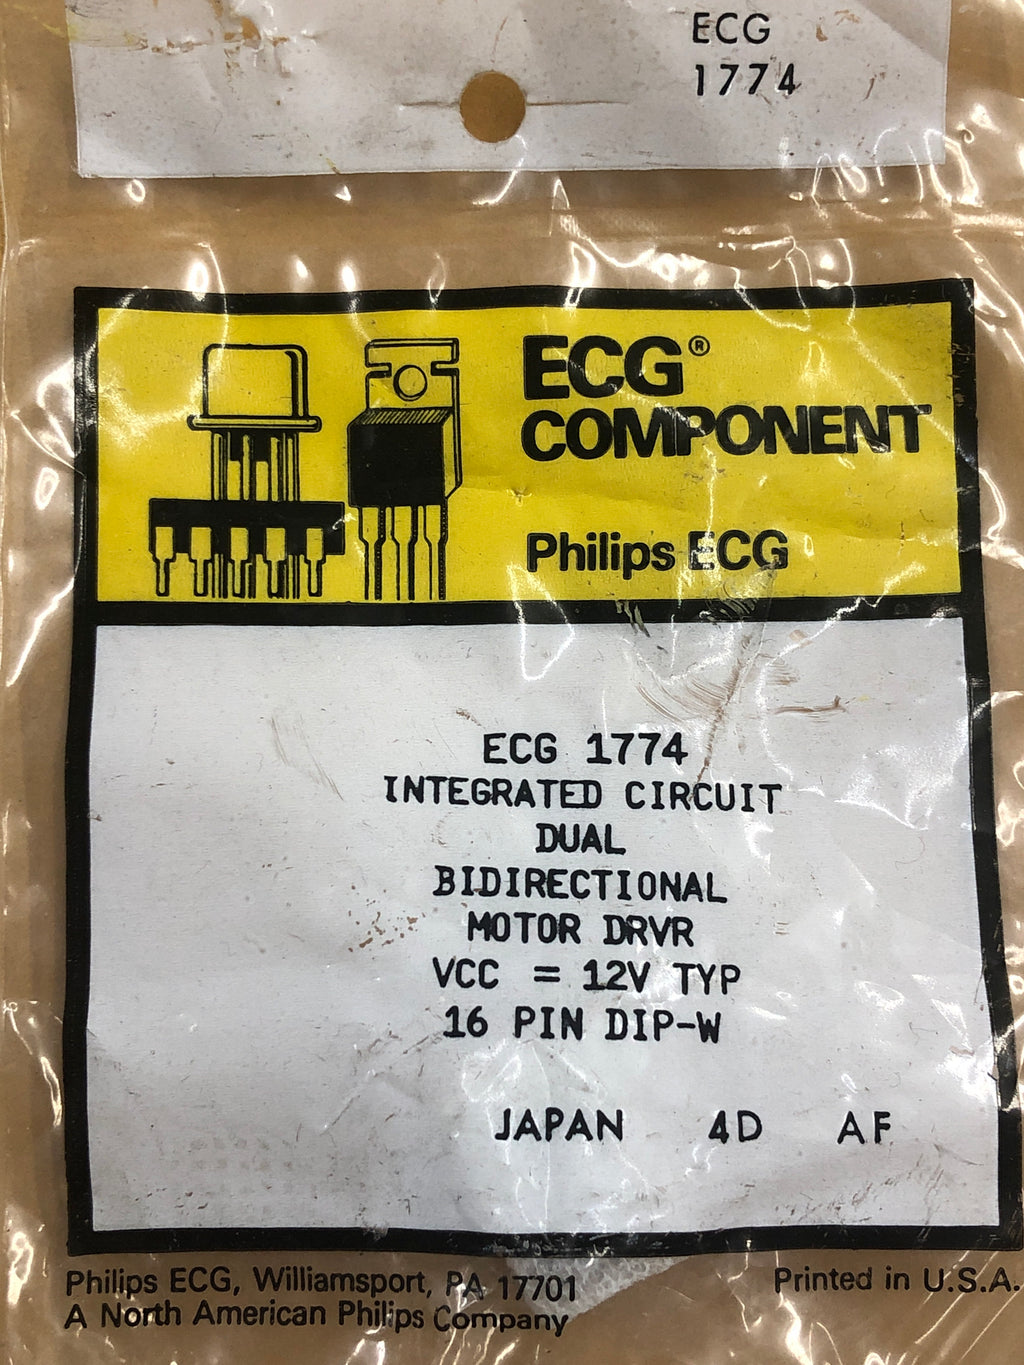 ECG
1774
ECG®
COMPONENT
Philips ECG
ECG 1774
INTEGRATED CIRCUIT
DUAL
BIDIRECTIONAL
MOTOR DRVR
VCC = 12V TYP
16 PIN DIP-W
JAPAN 4D AF
Philips ECG, Williamsport, PA 17701
A North American Philips Company
Printed in U.S.A.